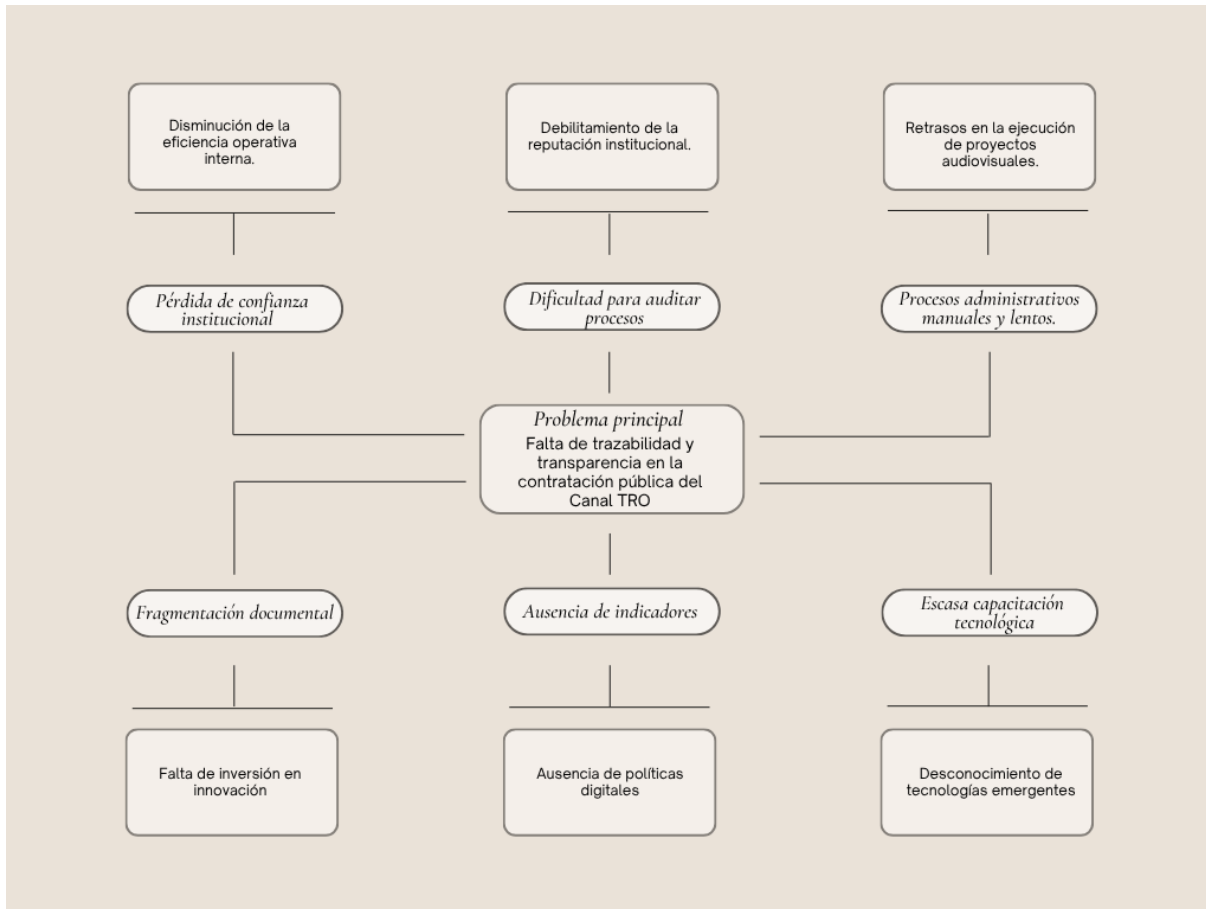 Disminución de la
eficiencia operativa
interna.
Debilitamiento de la
reputación institucional.
Retrasos en la ejecución
de proyectos
audiovisuales.
Pérdida de confianza
institucional
Dificultad para auditar
procesos
Procesos administrativos
manuales y lentos.
Problema principal
Falta de trazabilidad y
transparencia en la
contratación pública del
Canal TRO
Fragmentación documental
Ausencia de indicadores
Escasa capacitación
tecnológica
Falta de inversión en
innovación
Ausencia de políticas
digitales
Desconocimiento de
tecnologías emergentes